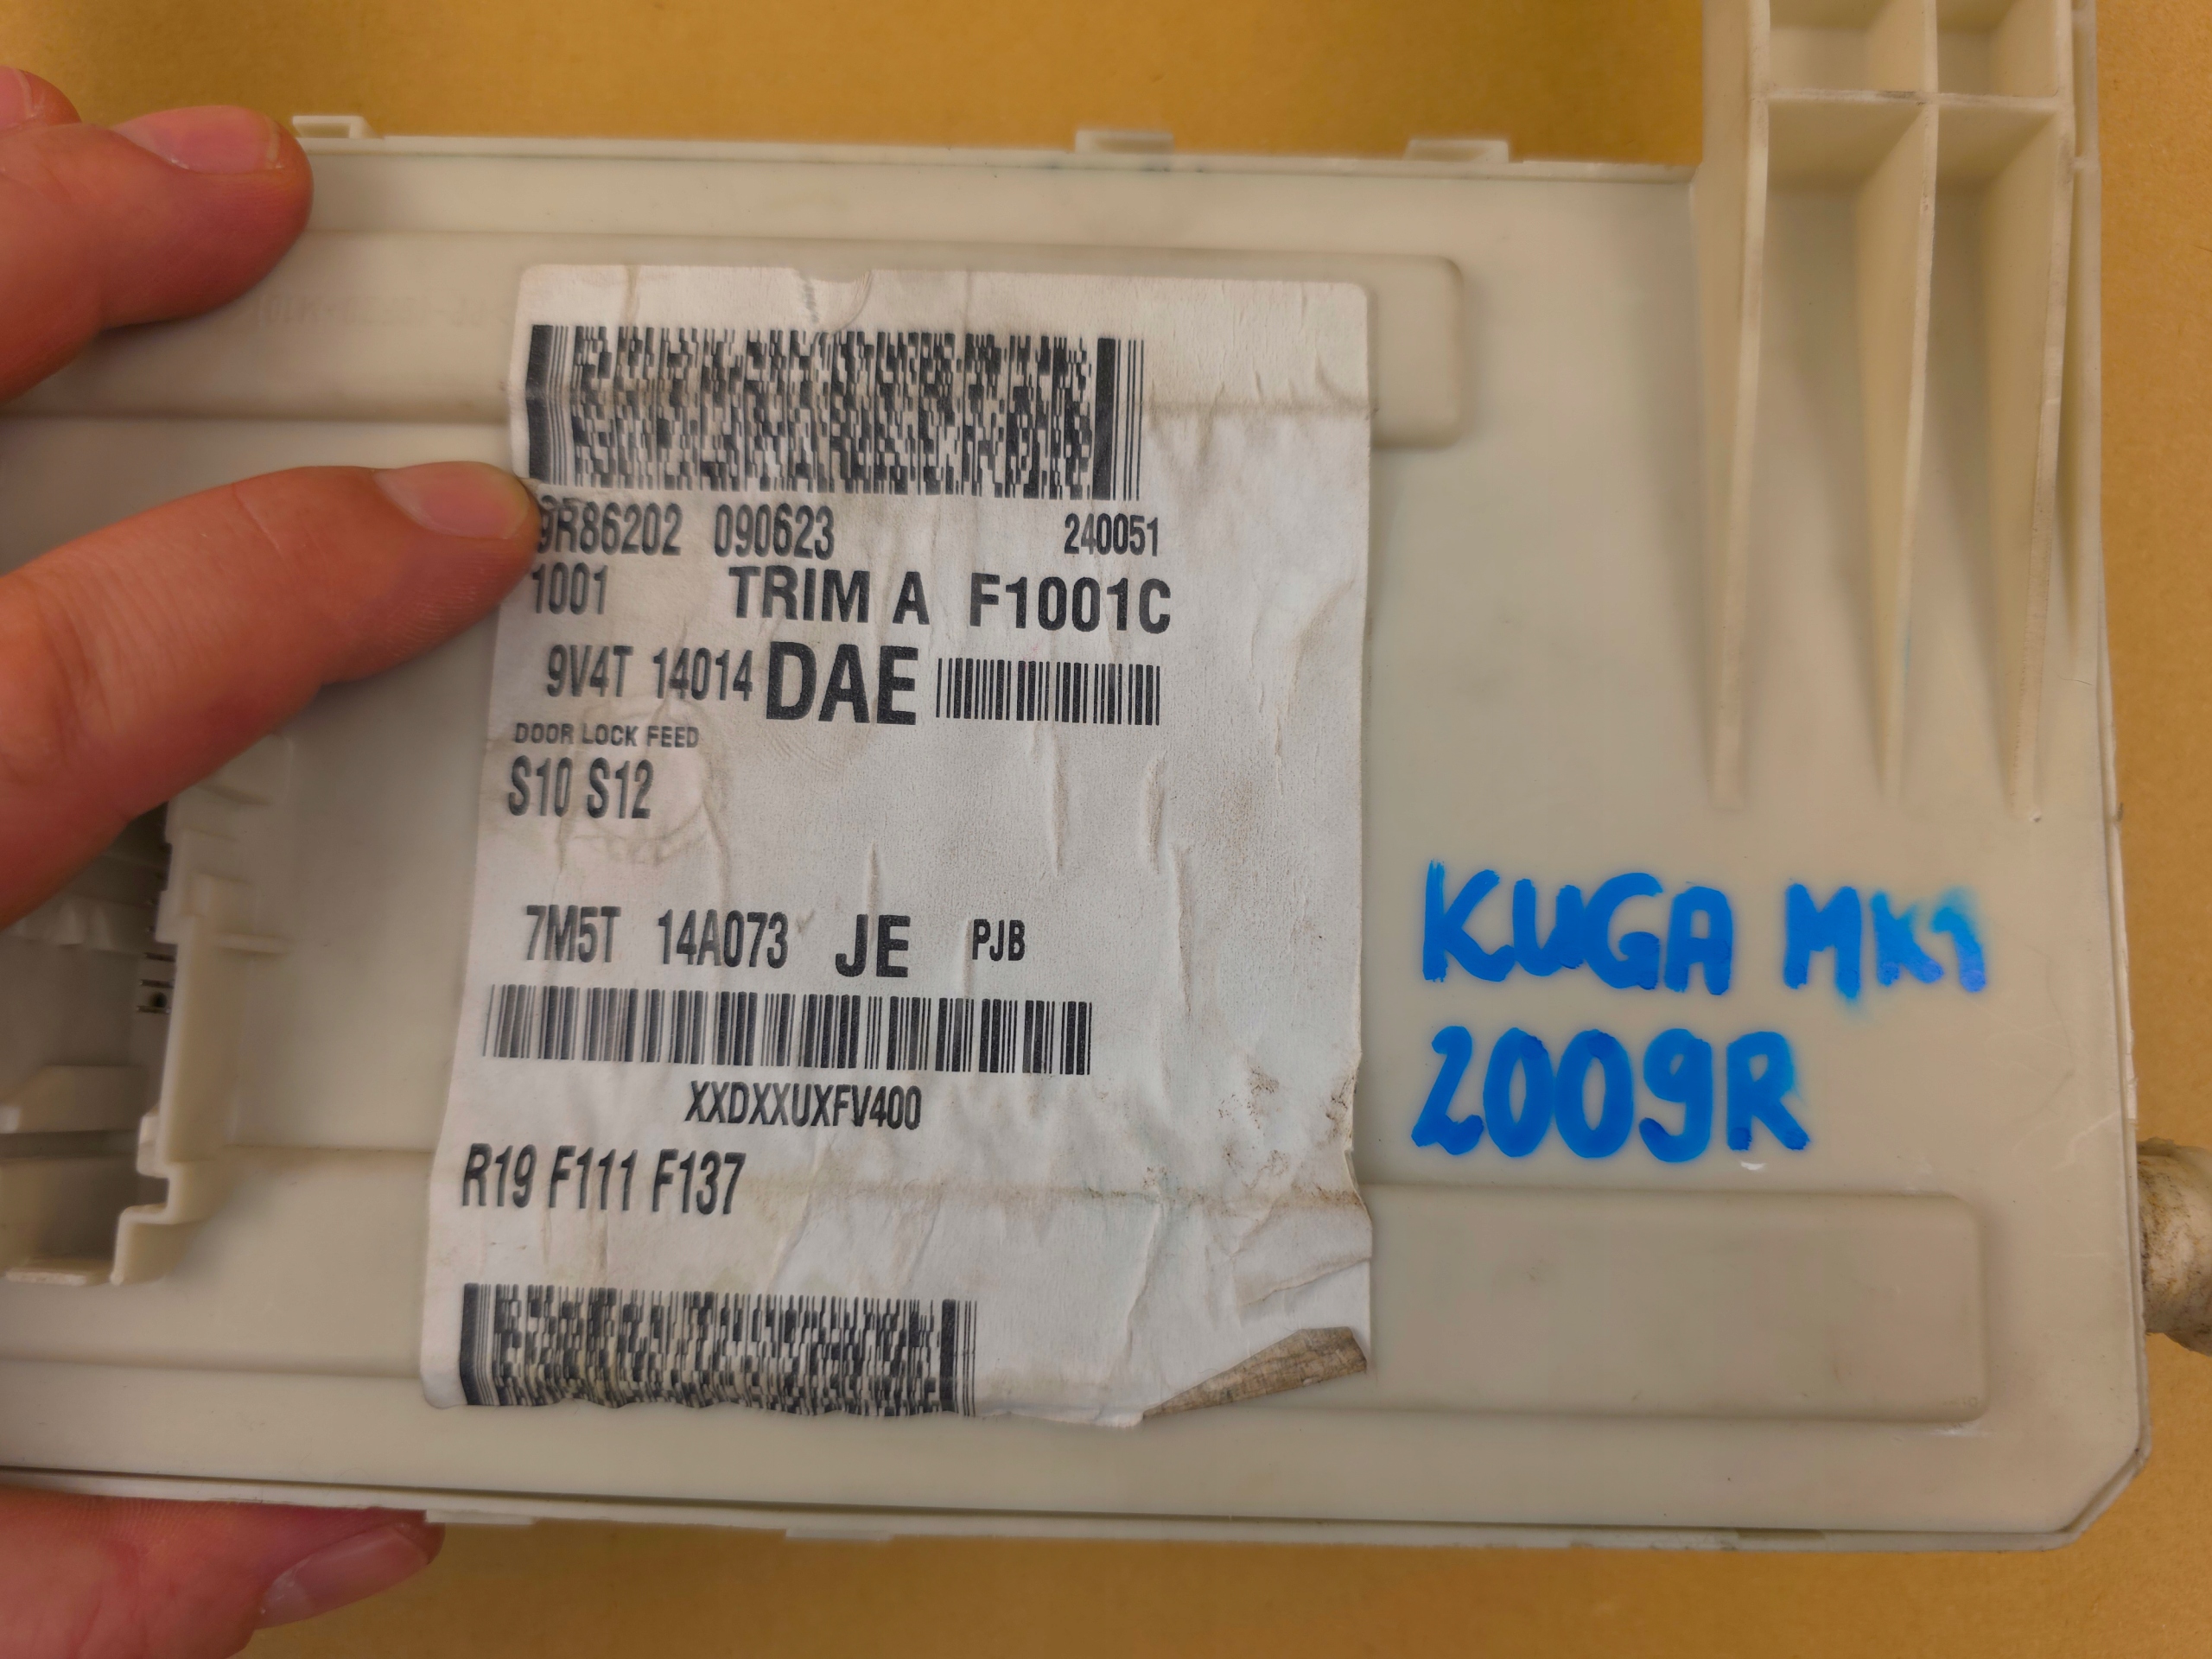 9R86202 090623 240051
1001 TRIM A F1001C
9V4T 14014 DAE
DOOR LOCK FEED
S10 S12
7M5T 14A073 JE PJB
XXDXXUXFV400
R19 F111 F137
KUGA MK1
2009R